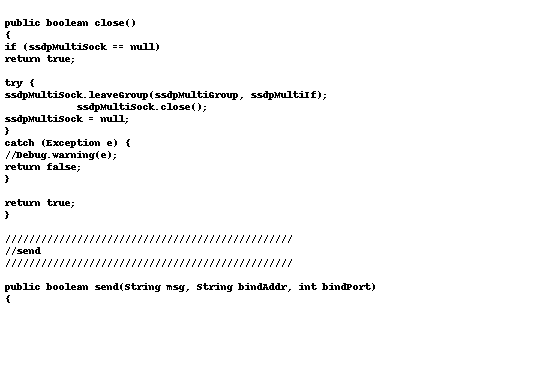 public boolean close()
{
if (ssdpMultiSock == null)
return true;
try {
ssdpMultiSock.leaveGroup(ssdpMultiGroup, ssdpMultiIf);
ssdpMultiSock.close();
ssdpMultiSock = null;
}
catch (Exception e) {
//Debug.warning(e);
return false;
}
return true;
}
////////////////////////////////////////////////
//send
////////////////////////////////////////////////
public boolean send(String msg, String bindAddr, int bindPort)
{